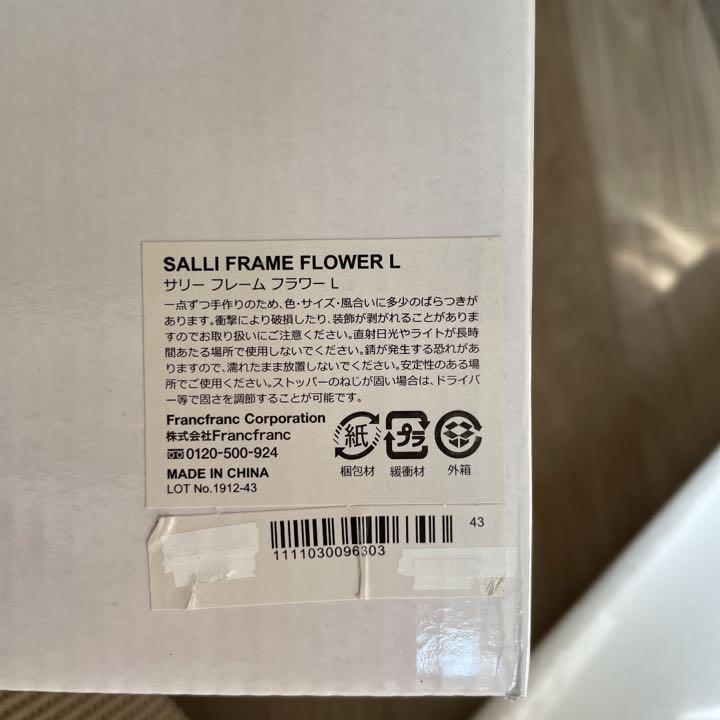 SALLI FRAME FLOWER L
サリー フレーム フラワー L
一点ずつ手作りのため、色・サイズ・風合いに多少のばらつきが
あります。衝撃により破損したり、装飾が剥がれることがあり
ますのでお取り扱いにご注意ください。直射日光やライトが長時
間あたる場所で使用しないでください。錆が発生する恐れがあ
りますので、濡れたまま放置しないでください。安定性のある場
所でご使用ください。ストッパーのねじが固い場合は、ドライバ
ー等で固さを調節することが可能です。
Francfranc Corporation
株式会社Francfranc
0120-500-924
MADE IN CHINA
LOT No.1912-43
紙
プラ
梱包材
緩衝材
外箱
43
1111030096303